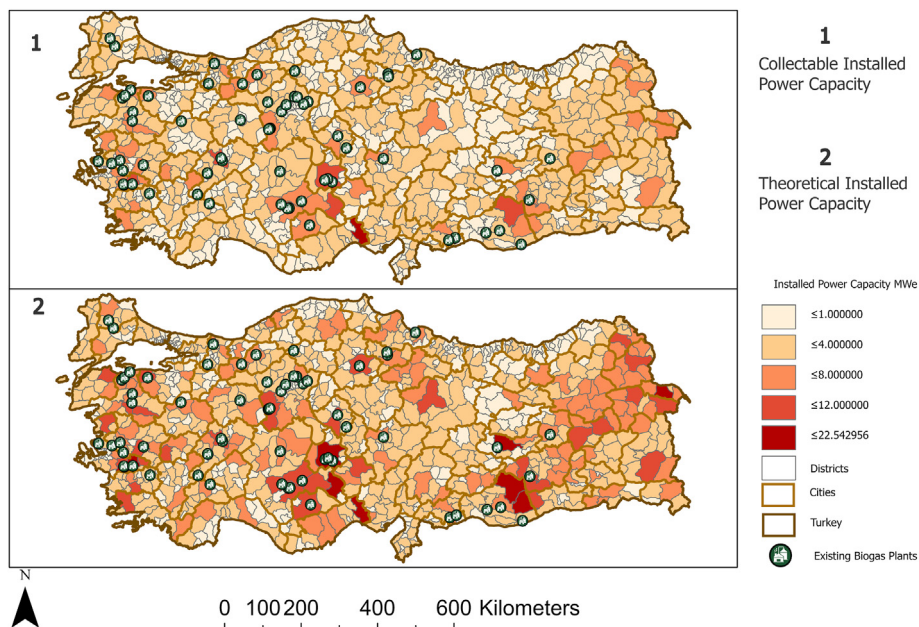 1
1
Collectable Installed
Power Capacity
2
Theoretical Installed
Power Capacity
Installed Power Capacity MWe
≤1.000000
≤4.000000
≤8.000000
≤12.000000
≤22.542956
Districts
Cities
Turkey
Existing Biogas Plants
2
N
0 100 200 400 600 Kilometers